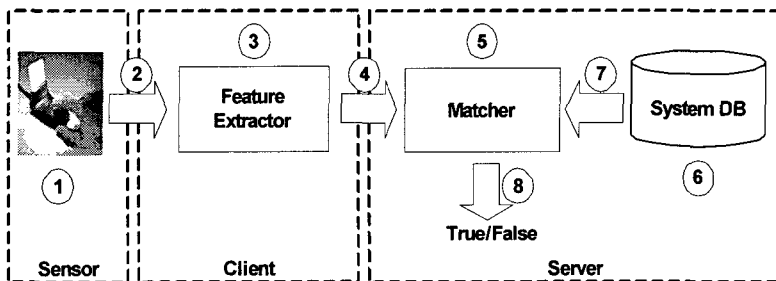 3
5
2
4
7
Feature
Extractor
Matcher
System DB
1
8
6
True/False
Sensor
Client
Server